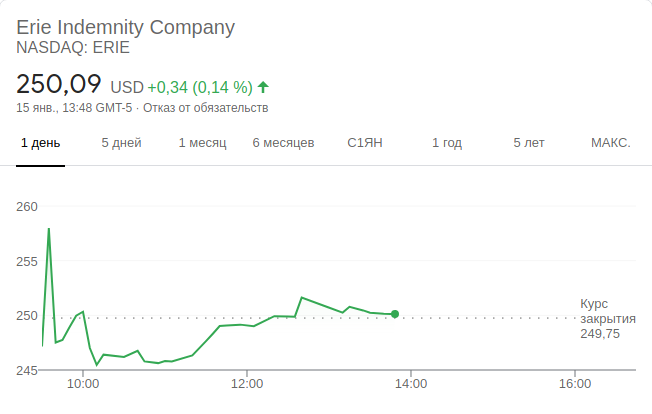 Erie Indemnity Company
NASDAQ: ERIE
250,09 USD +0,34 (0,14 %)
15 янв., 13:48 GMT-5 · Отказ от обязательств
1 день 5 дней 1 месяц 6 месяцев С1ЯН 1 год 5 лет МАКС.
260
255
250
245
Курс
закрытия
249,75
10:00 12:00 14:00 16:00